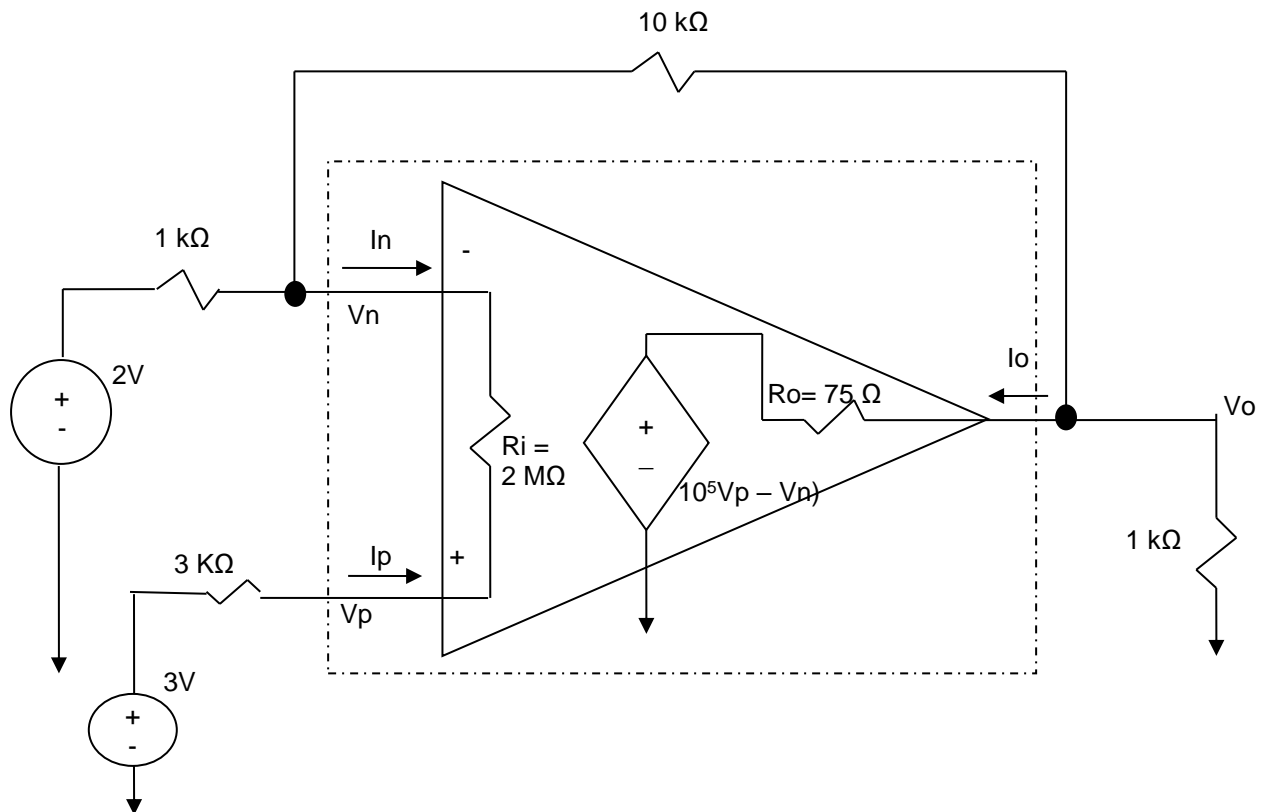 10 kΩ
1 kΩ
In
-
Vn
2V
+
-
Io
Ro= 75 Ω
Vo
+
–
Ri =
2 MΩ
10⁵Vp – Vn)
1 kΩ
3 KΩ
Ip
+
Vp
3V
+
-